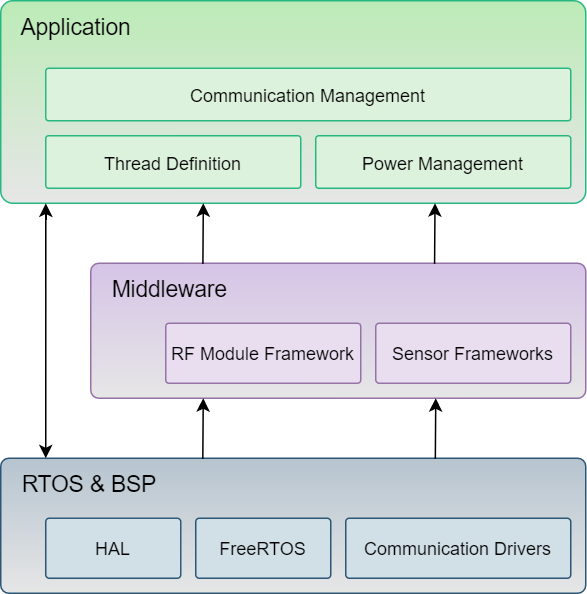 Application
Communication Management
Thread Definition
Power Management
Middleware
RF Module Framework
Sensor Frameworks
RTOS & BSP
HAL
FreeRTOS
Communication Drivers